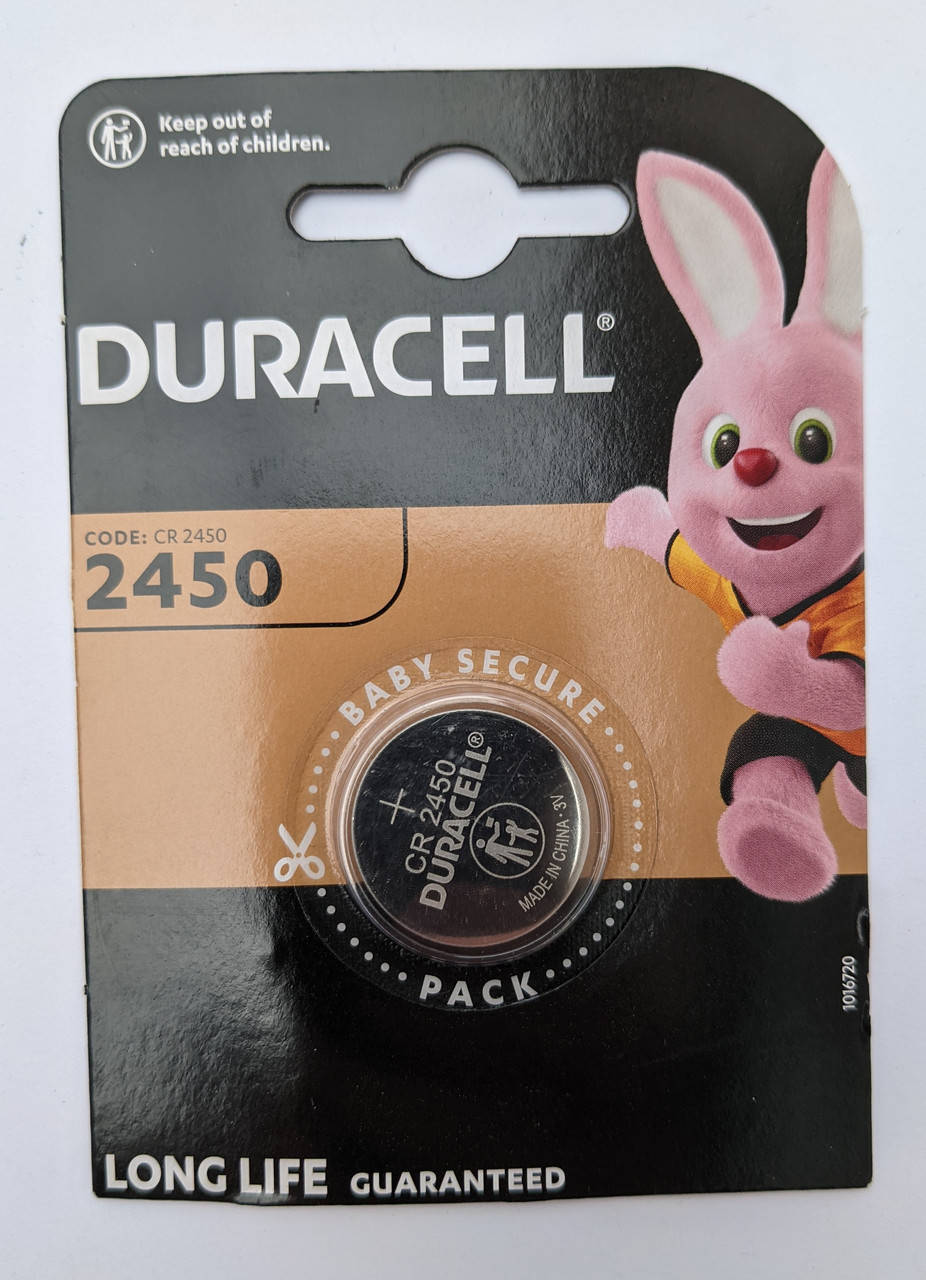 Keep out of
reach of children.
DURACELL®
CODE: CR 2450
2450
BABY SECURE
+
CR 2450
DURACELL®
MADE IN CHINA · 3V
PACK
1016720
LONG LIFE GUARANTEED